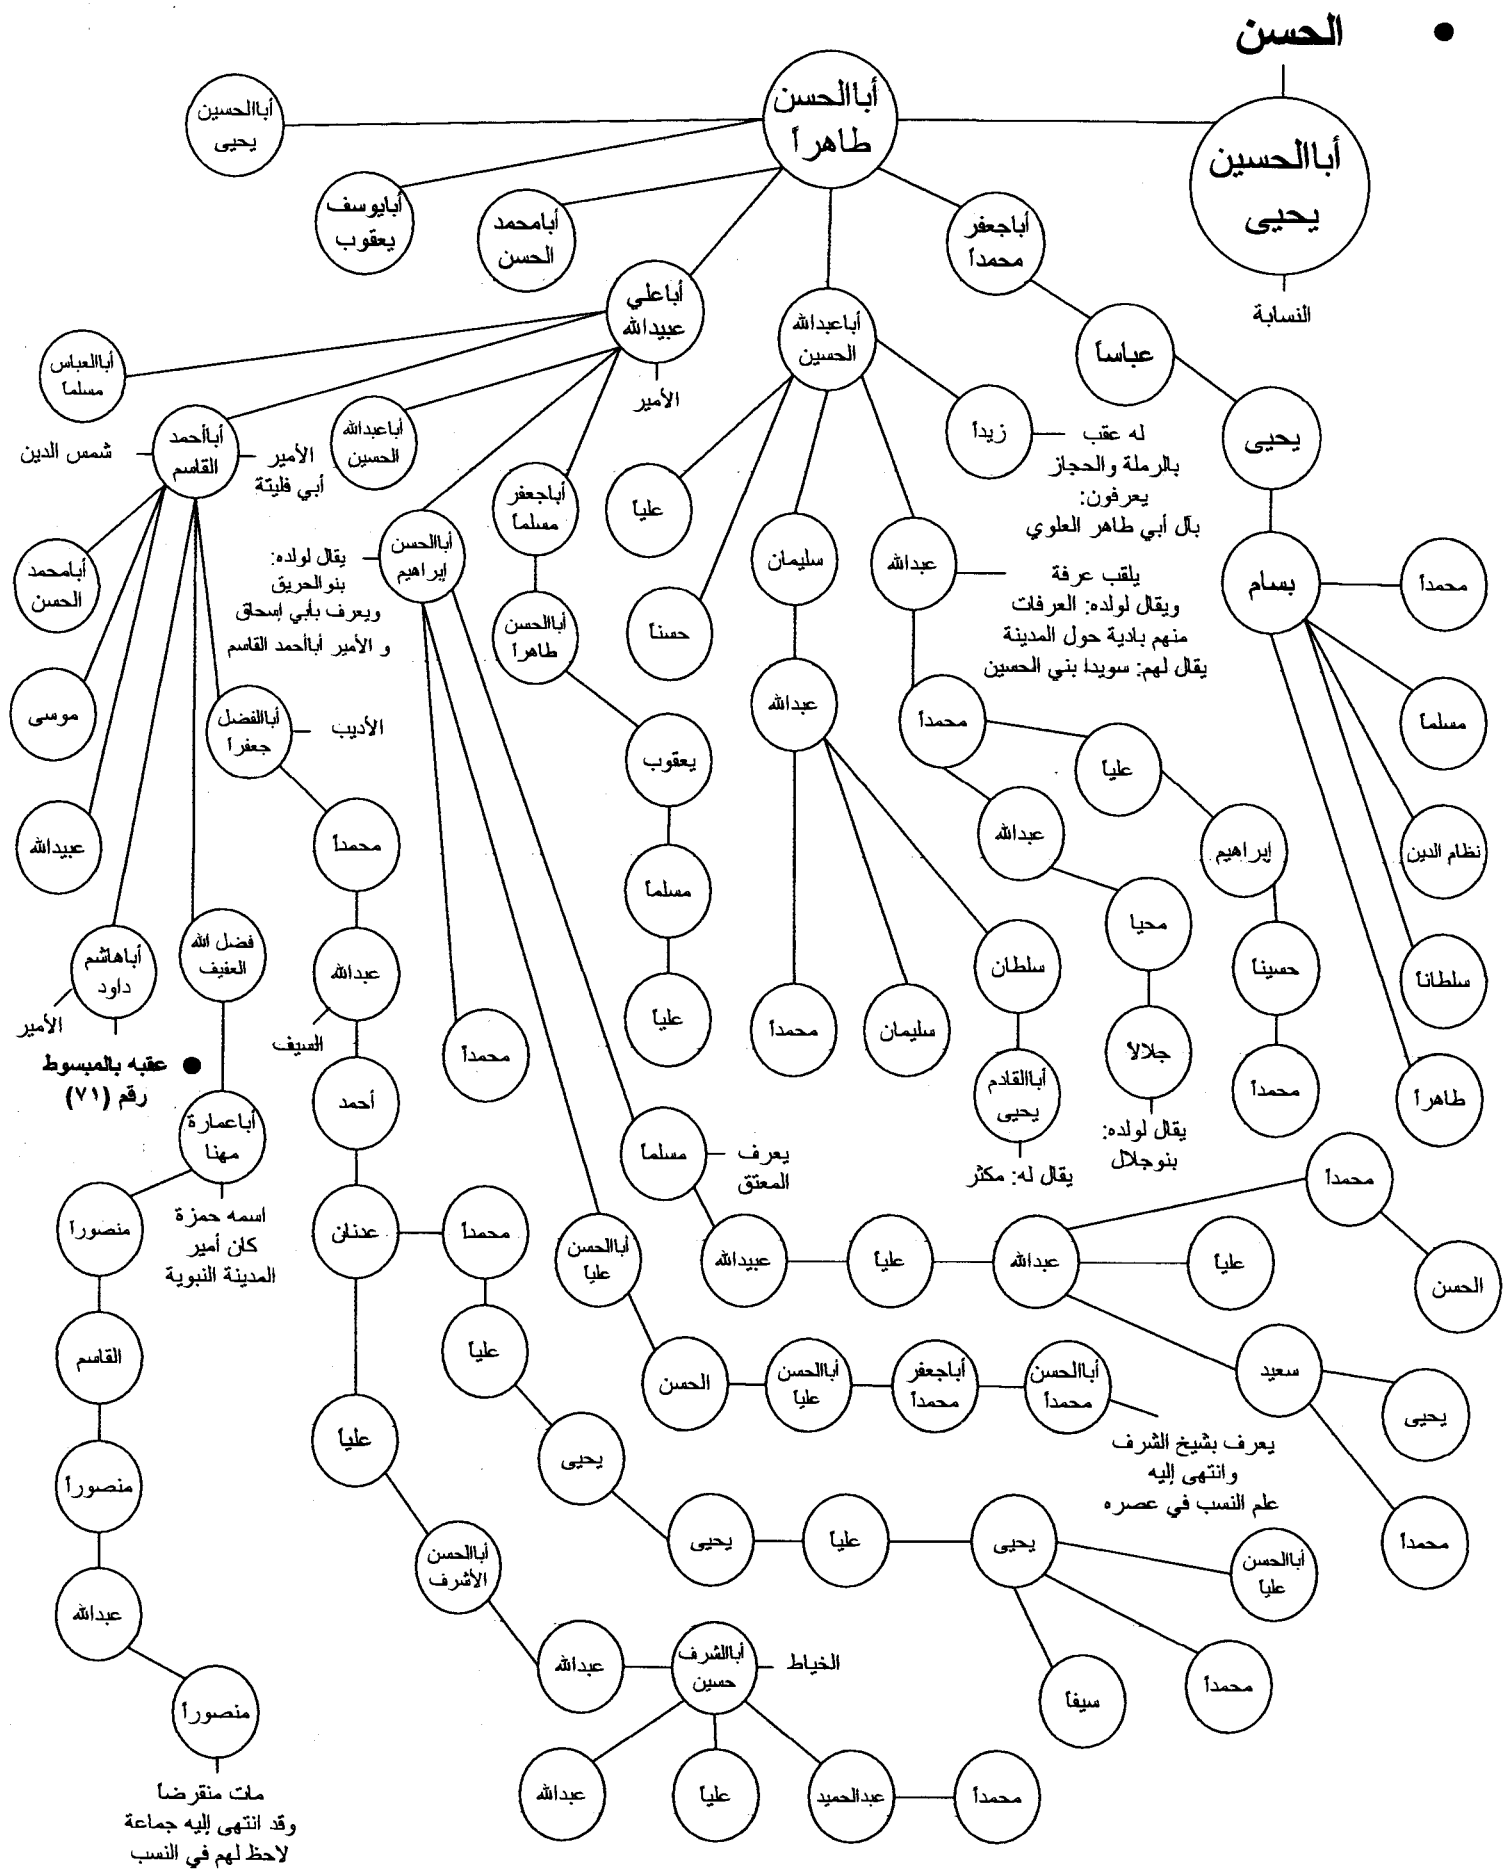 الحسن
أباالحسين
يحيى
النسابة
أباالحسن
طاهراً
أباالحسين
يحيى
أبايوسف
يعقوب
أبامحمد
الحسن
أباجعفر
محمداً
أباعلي
عبيدالله
الأمير
أباعبدالله
الحسين
عباساً
يحيى
بسام
محمداً
مسلماً
نظام الدين
سلطاناً
طاهراً
زيداً
له عقب
بالرملة والحجاز
يعرفون:
بآل أبي طاهر العلوي
عبدالله
يلقب عرفة
ويقال لولده: العرفات
منهم بادية حول المدينة
يقال لهم: سويدا بني الحسين
محمداً
علياً
إبراهيم
حسيناً
محمداً
عبدالله
محيا
جلالاً
يقال لولده:
بنوجلال
سليمان
عبدالله
سلطان
أباالقادم
يحيى
يقال له: مكثر
سليمان
محمداً
حسناً
علياً
أباالعباس
مسلماً
أباأحمد
القاسم
شمس الدين
الأمير
أبي فليتة
أباعبدالله
الحسين
أباجعفر
مسلماً
أباالحسن
طاهراً
يعقوب
مسلماً
علياً
أباالحسن
إبراهيم
يقال لولده:
بنوالحريق
ويعرف بأبي إسحاق
و الأمير أباأحمد القاسم
محمداً
مسلماً
يعرف
المعتق
عبيدالله
علياً
عبدالله
محمداً
الحسن
علياً
سعيد
يحيى
محمداً
أباالحسن
علياً
الحسن
أباالحسن
علياً
أباجعفر
محمداً
أباالحسن
محمداً
يعرف بشيخ الشرف
وانتهى إليه
علم النسب في عصره
أبامحمد
الحسن
موسى
عبيدالله
أباهاشم
داود
الأمير
عقبه بالمبسوط
رقم (٧١)
فضل الله
العفيف
أباعمارة
مهنا
اسمه حمزة
كان أمير
المدينة النبوية
منصوراً
القاسم
منصوراً
عبدالله
منصوراً
مات منقرضاً
وقد انتهى إليه جماعة
لاحظ لهم في النسب
أباالفضل
جعفراً
الأديب
محمداً
عبدالله
السيف
أحمد
عدنان
محمداً
علياً
يحيى
يحيى
علياً
يحيى
أباالحسن
علياً
محمداً
سيفاً
علياً
أباالحسن
الأشرف
عبدالله
أباالشرف
حسين
الخياط
عبدالله
علياً
عبدالحميد
محمداً